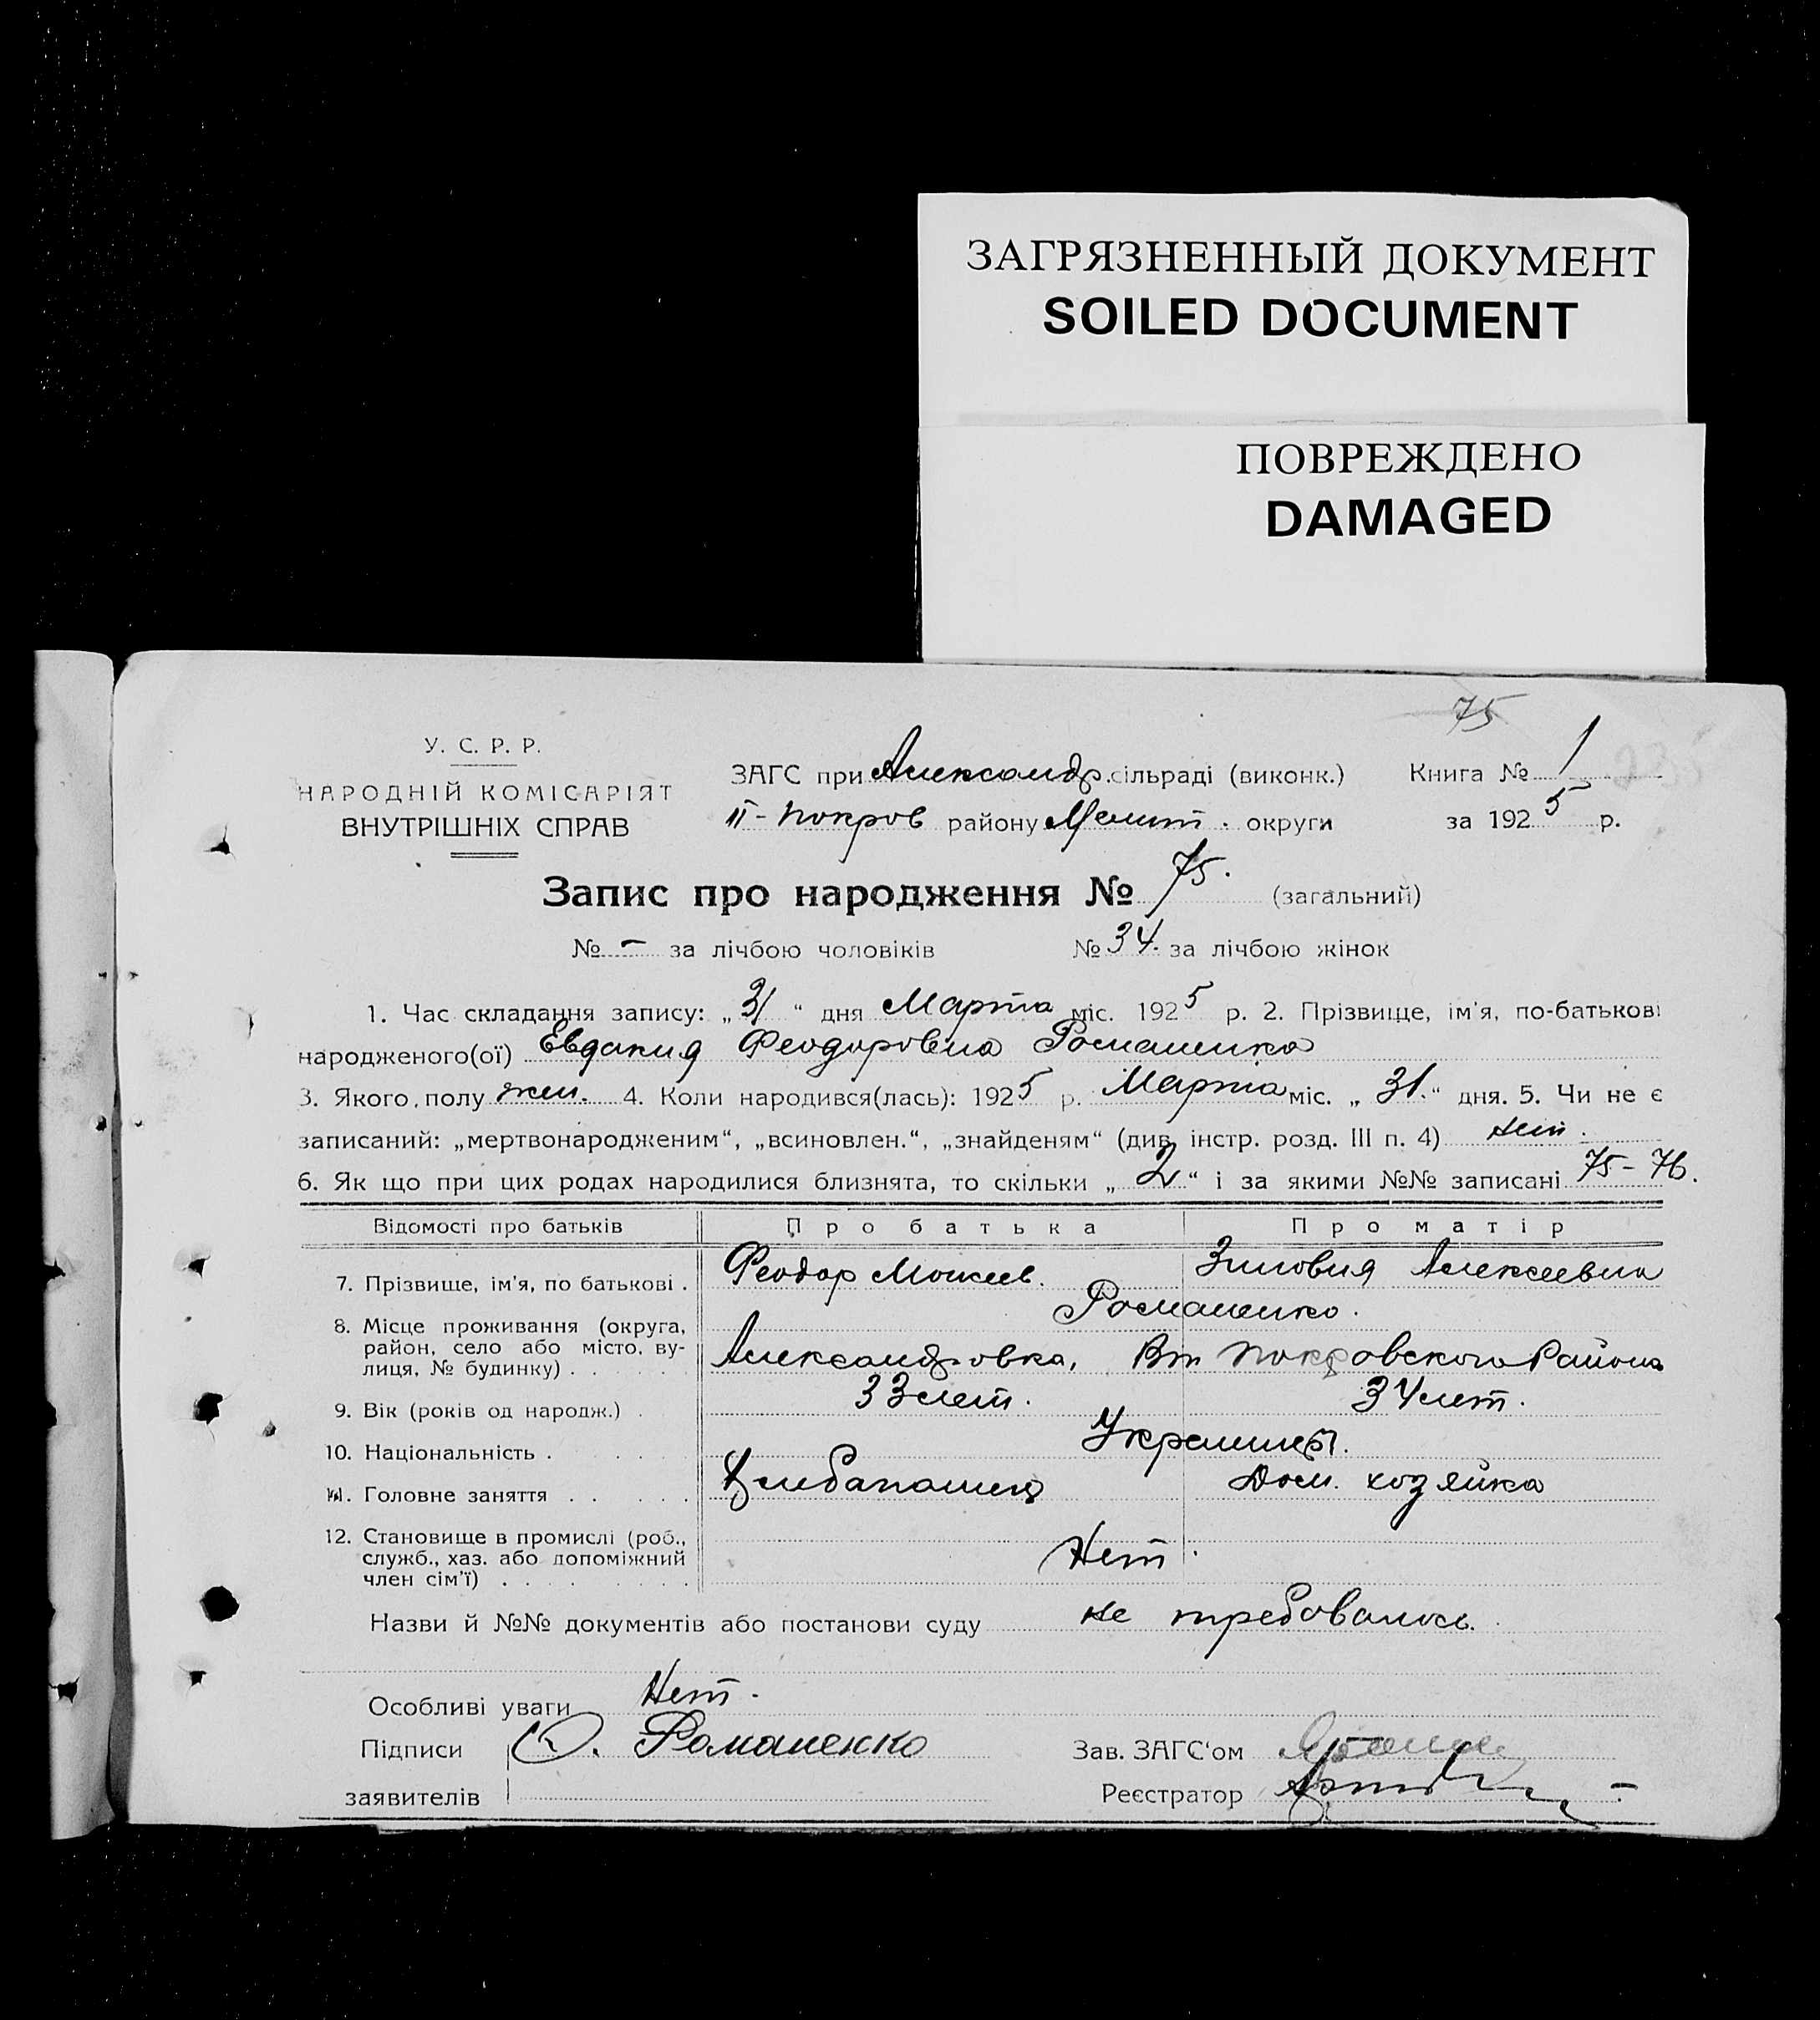 ЗАГРЯЗНЕННЫЙ ДОКУМЕНТ
SOILED DOCUMENT
ПОВРЕЖДЕНО
DAMAGED
75
У. С. Р. Р.
НАРОДНІЙ КОМІСАРІЯТ
ВНУТРІШНІХ СПРАВ
ЗАГС при Александр. сільраді (виконк.) Книга № 1
II - Покров району Мелит. округи за 1925 р.
Запис про народження № 75. (загальний)
№ – за лічбою чоловіків № 34. за лічбою жінок
1. Час складання запису: „31“ дня Марта міс. 1925 р. 2. Прізвище, ім'я, по-батькові
народженого(ої) Евдокия Феодоровна Романенко
3. Якого полу жен. 4. Коли народився(лась): 1925 р. Марта міс. „31.“ дня. 5. Чи не є
записаний: „мертвонародженим“, „всиновлен.“, „знайденям“ (див. інстр. розд. III п. 4) нет.
6. Як що при цих родах народилися близнята, то скільки „2“ і за якими №№ записані 75 - 76.
Відомості про батьків Про батька Про матір
7. Прізвище, ім'я, по батькові . Феодор Моисеев. Зиновия Алексеевна
Романенко.
8. Місце проживання (округа,
район, село або місто, ву-
лиця, № будинку) . . . . Александровка, Вт. Покровского Района
9. Вік (років од народж.) . 33 лет. 34 лет.
10. Національність . . . . Украинцы.
11. Головне заняття . . . . . Хлебопашец Дом. хозяйка
12. Становище в промислі (роб.,
служб., хаз. або допоміжний
член сім'ї) . . . . . Нет.
Назви й №№ документів або постанови суду не требовалось.
Особливі уваги Нет.
Підписи Романенко Зав. ЗАГС'ом
заявителів Реєстратор